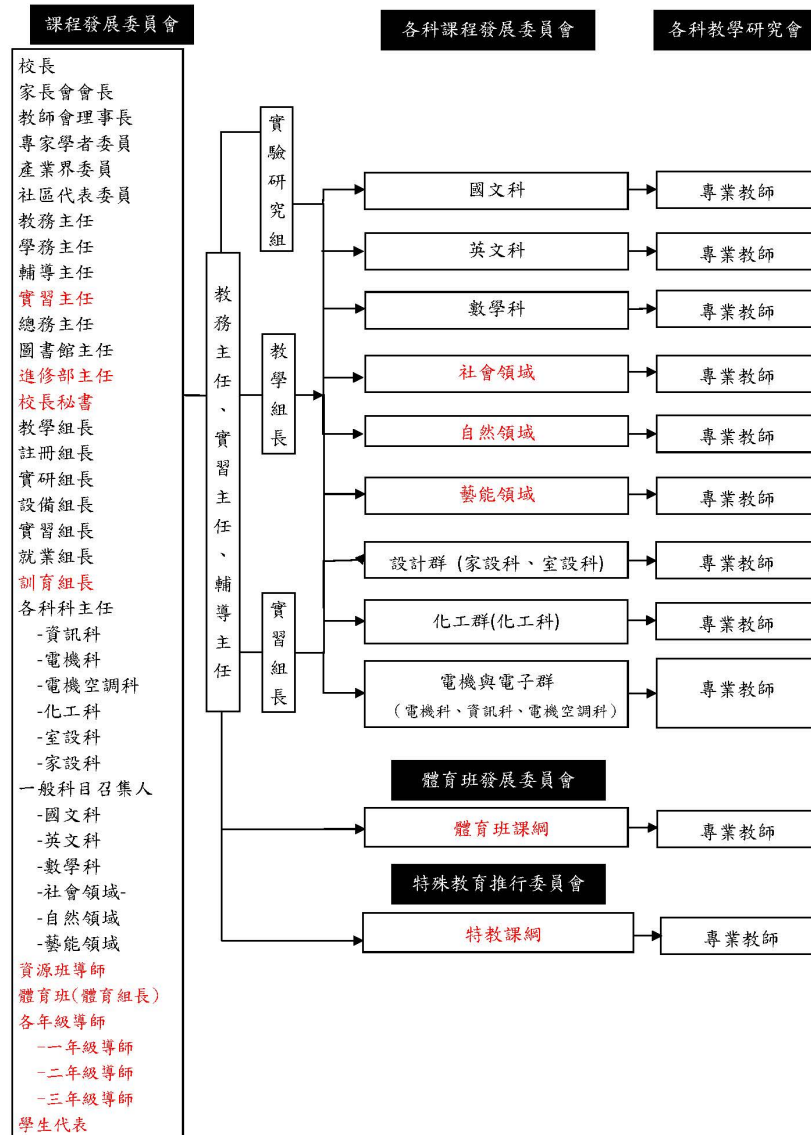 課程發展委員會
校長
家長會會長
教師會理事長
專家學者委員
產業界委員
社區代表委員
教務主任
學務主任
輔導主任
實習主任
總務主任
圖書館主任
進修部主任
校長秘書
教學組長
註冊組長
實研組長
設備組長
實習組長
就業組長
訓育組長
各科科主任
-資訊科
-電機科
-電機空調科
-化工科
-室設科
-家設科
一般科目召集人
-國文科
-英文科
-數學科
-社會領域-
-自然領域
-藝能領域
資源班導師
體育班(體育組長)
各年級導師
-一年級導師
-二年級導師
-三年級導師
學生代表
教務主任、實習主任、輔導主任
實驗研究組
教學組長
實習組長
各科課程發展委員會
各科教學研究會
國文科
專業教師
英文科
專業教師
數學科
專業教師
社會領域
專業教師
自然領域
專業教師
藝能領域
專業教師
設計群 (家設科、室設科)
專業教師
化工群(化工科)
專業教師
電機與電子群
(電機科、資訊科、電機空調科)
專業教師
體育班發展委員會
體育班課綱
專業教師
特殊教育推行委員會
特教課綱
專業教師